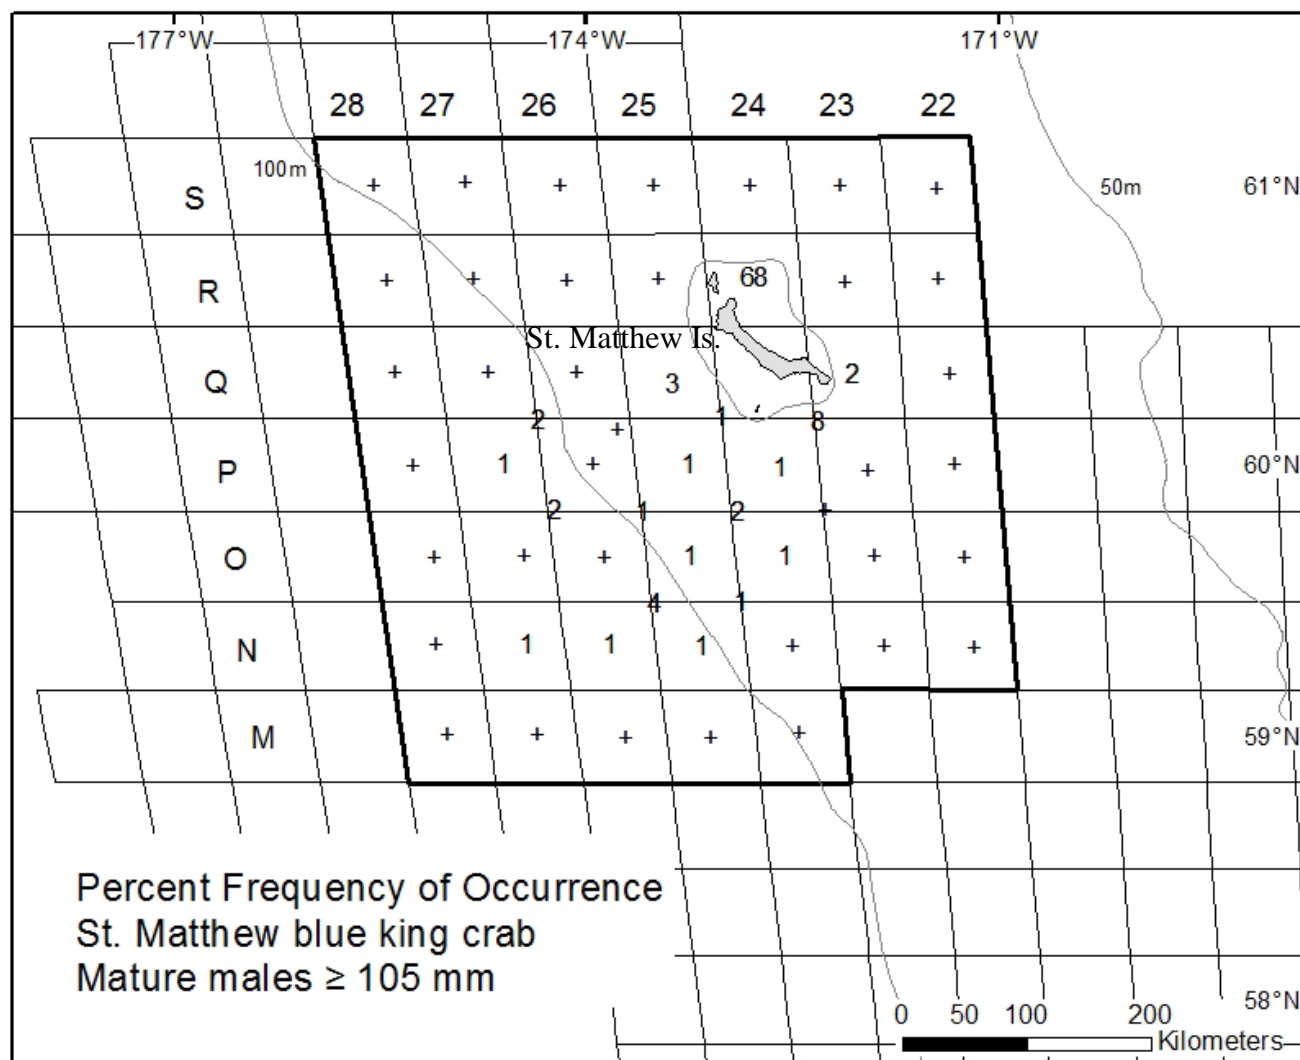 177°W 174°W 171°W
28 27 26 25 24 23 22
100m
50m
S + + + + + + + 61°N
R + + + + 68 + +
St. Matthew Is.
Q + + + 3 2 +
2 + 1 8
P + 1 + 1 1 + + 60°N
2 1 2 +
O + + + 1 1 + +
4 1
N + 1 1 1 + + +
M + + + + + 59°N
Percent Frequency of Occurrence
St. Matthew blue king crab
Mature males ≥ 105 mm
58°N
0 50 100 200
Kilometers